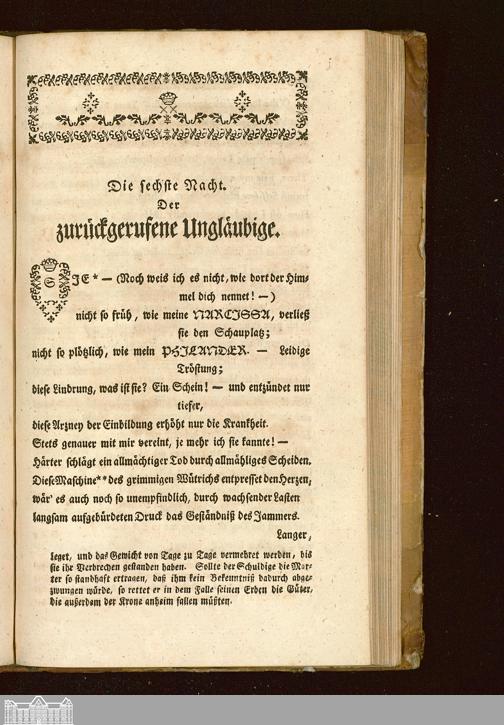 Die sechste Nacht.
Der
zurückgerufene Ungläubige.
SJE* — (Noch weis ich es nicht, wie dort der Him-
mel dich nennet! —)
nicht so früh, wie meine NARCISSA, verließ
sie den Schauplatz;
nicht so plötzlich, wie mein PHILANDER. — Leidige
Tröstung;
diese Lindrung, was ist sie? Ein Schein! — und entzündet nur
tiefer,
diese Arzney der Einbildung erhöht nur die Krankheit.
Stets genauer mit mir vereint, je mehr ich sie kannte! —
Härter schlägt ein allmächtiger Tod durch allmähliges Scheiden.
Diese Maschine** des grimmigen Wütrichs entpresset den Herzen,
wär' es auch noch so unempfindlich, durch wachsender Lasten
langsam aufgebürdeten Druck das Geständniß des Jammers.
Langer,
leget, und das Gewicht von Tage zu Tage vermehret werden, bis
sie ihr Verbrechen gestanden haben. Sollte der Schuldige die Mar-
ter so standhaft ertragen, daß ihm kein Bekenntniß dadurch abge-
zwungen würde, so rettet er in dem Falle seinen Erben die Güter,
die außerdem der Krone anheim fallen müßten.